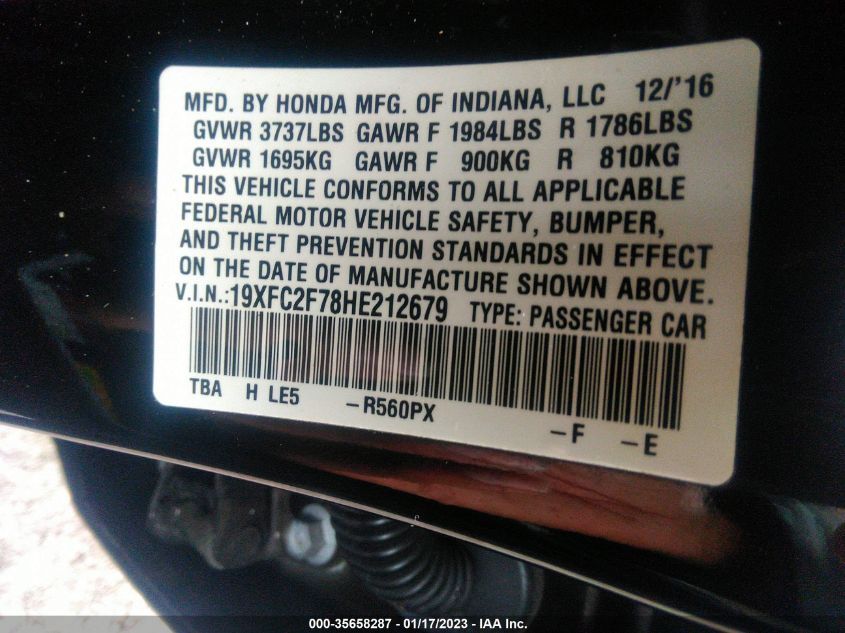 MFD. BY HONDA MFG. OF INDIANA, LLC 12/'16
GVWR 3737LBS GAWR F 1984LBS R 1786LBS
GVWR 1695KG GAWR F 900KG R 810KG
THIS VEHICLE CONFORMS TO ALL APPLICABLE
FEDERAL MOTOR VEHICLE SAFETY, BUMPER,
AND THEFT PREVENTION STANDARDS IN EFFECT
ON THE DATE OF MANUFACTURE SHOWN ABOVE.
V.I.N.:19XFC2F78HE212679 TYPE: PASSENGER CAR
TBA H LE5 –R560PX –F –E
000-35658287 - 01/17/2023 - IAA Inc.